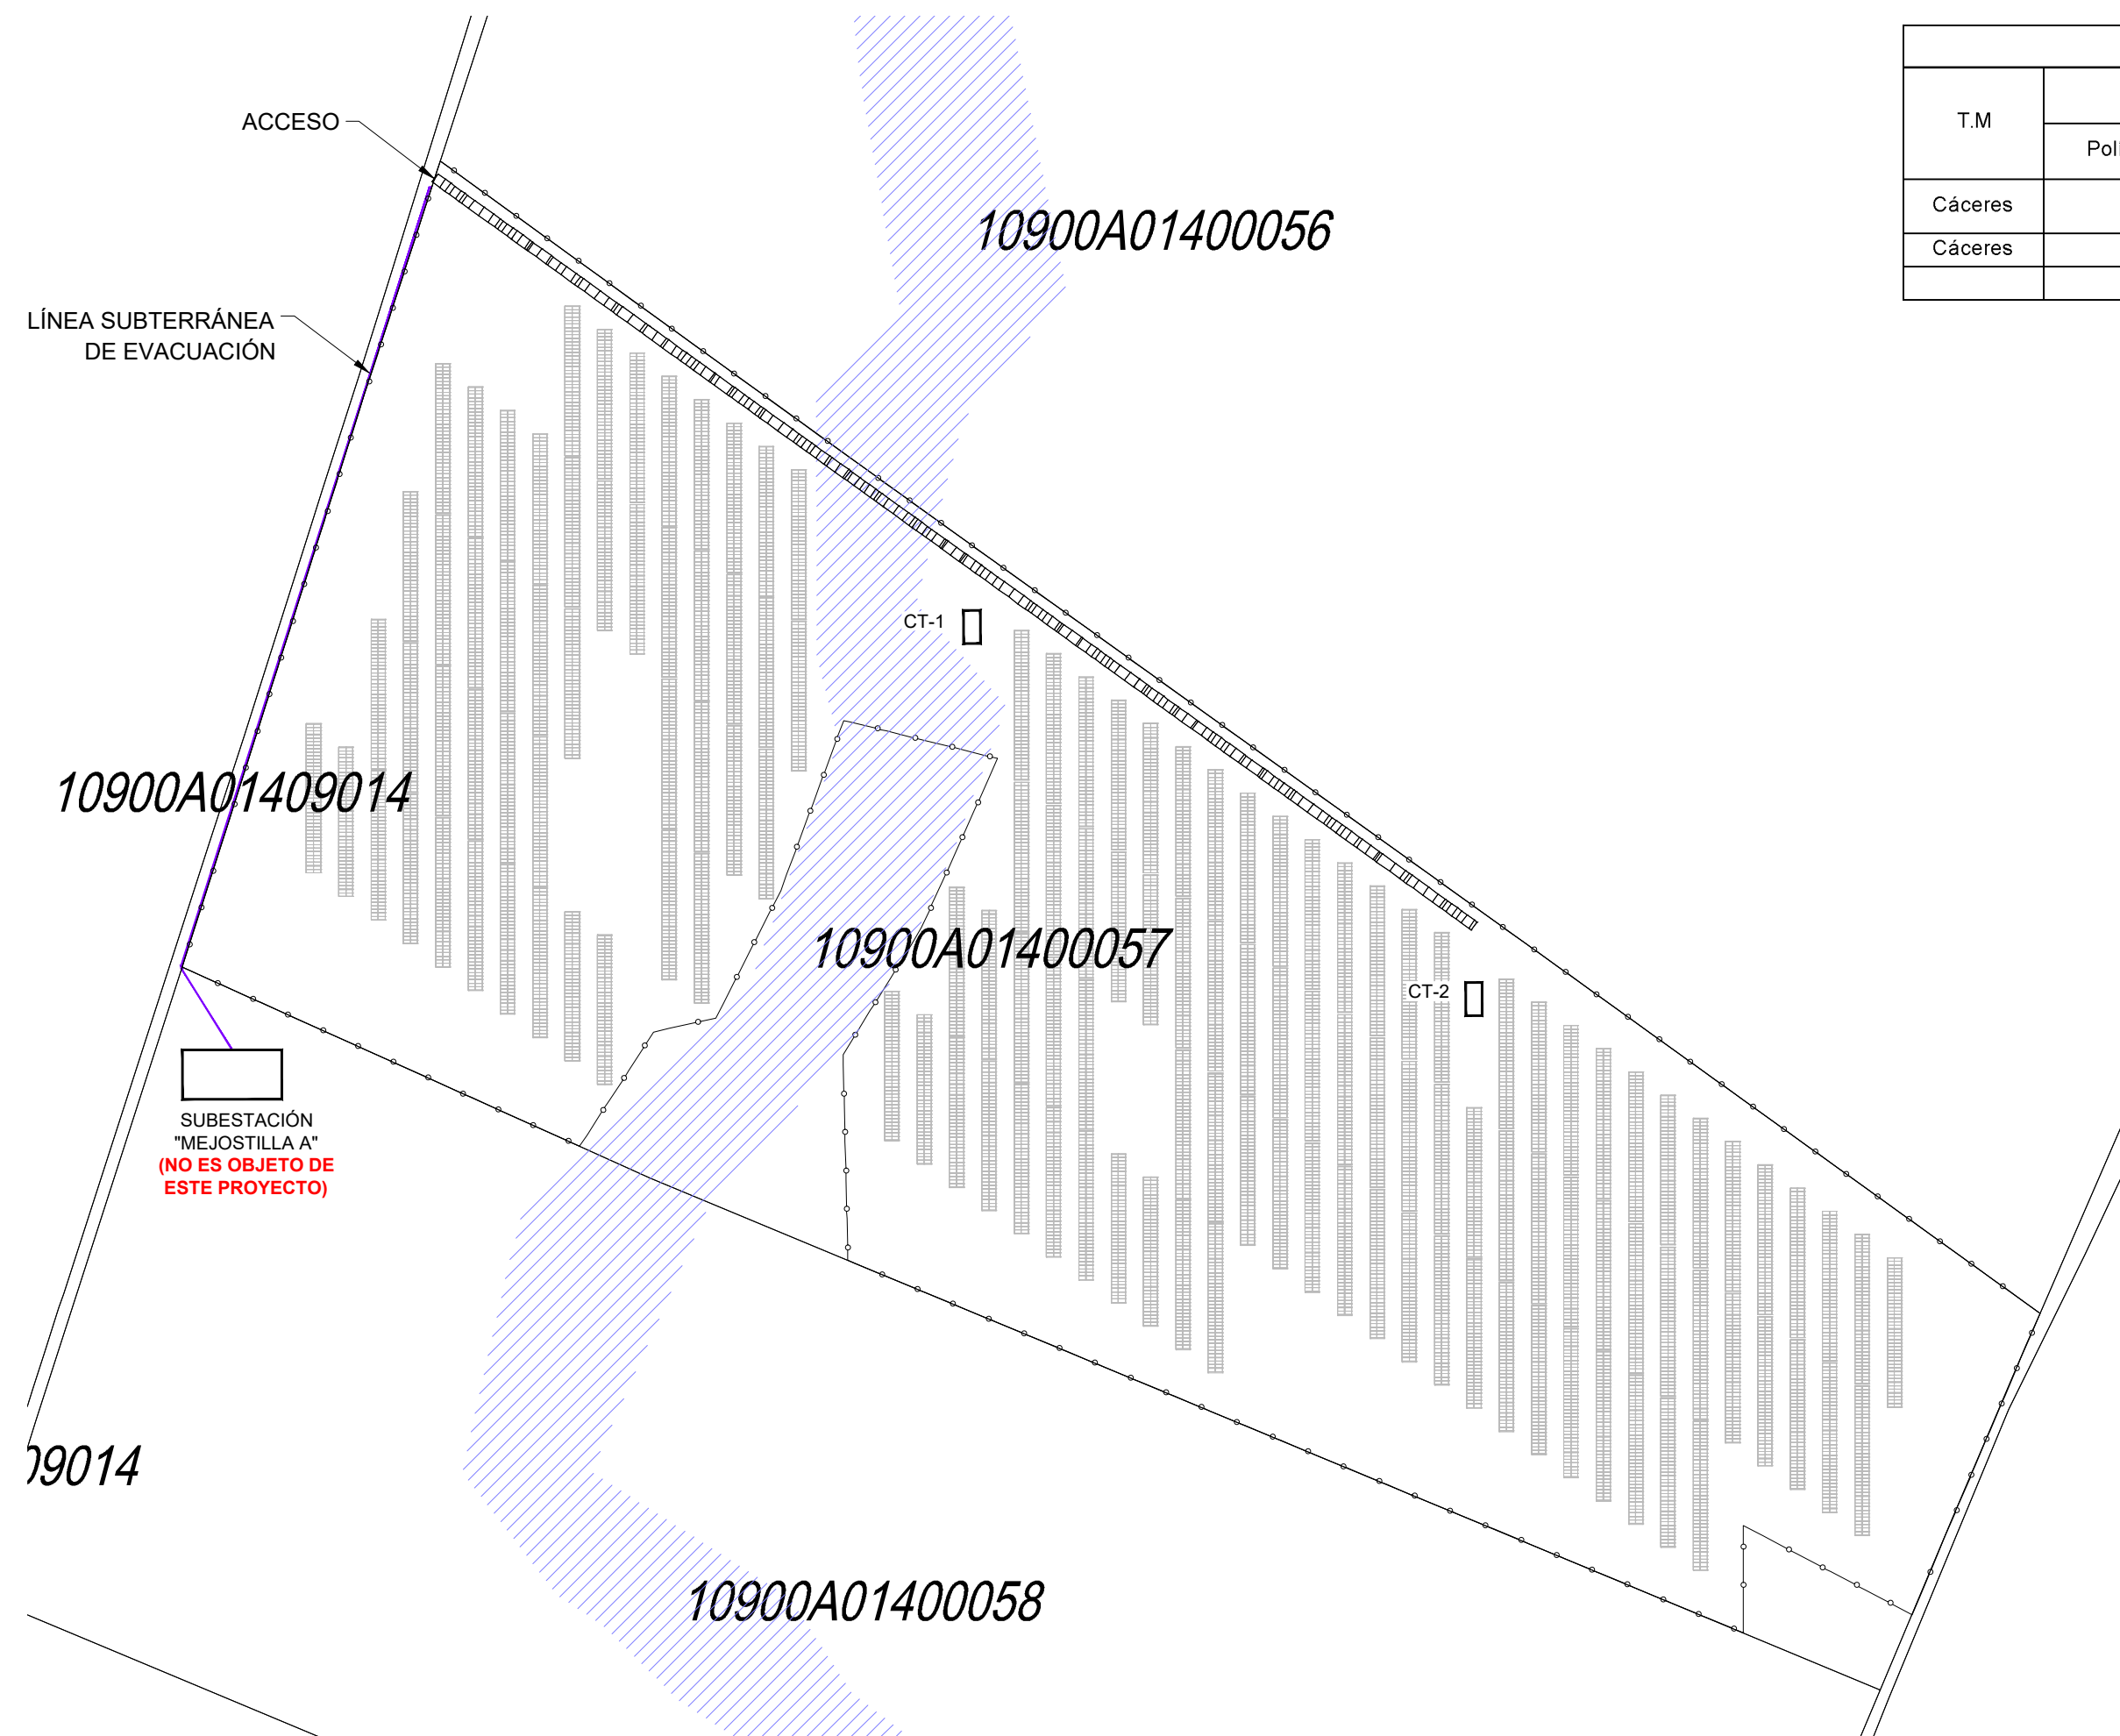 T.M
Polí
Cáceres
Cáceres
ACCESO
10900A01400056
LÍNEA SUBTERRÁNEA
DE EVACUACIÓN
CT-1
10900A01409014
10900A01400057
CT-2
SUBESTACIÓN
"MEJOSTILLA A"
(NO ES OBJETO DE
ESTE PROYECTO)
09014
10900A01400058